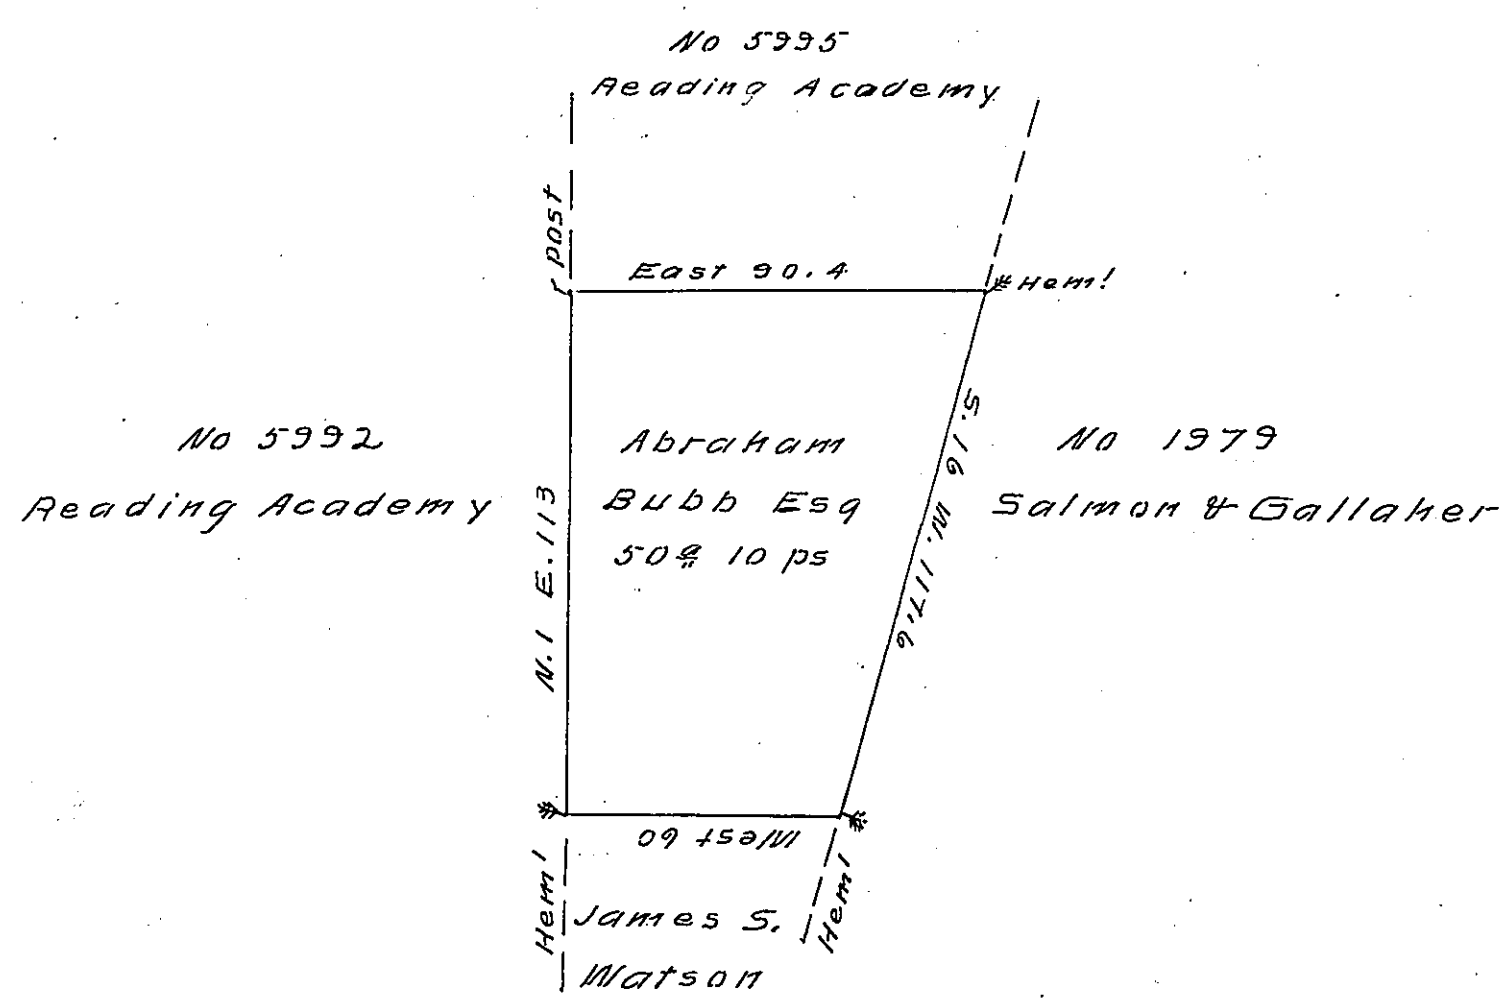 No 5995
Reading Academy
post
East 90.4
Hem!
No 5992
Reading Academy
N. 1 E. 113
Abraham
Bubb Esq
50a 10 ps
S. 16 W. 117.6
No 1979
Salmon & Gallaher
West 60
Hem!
James S.
Watson
Hem!